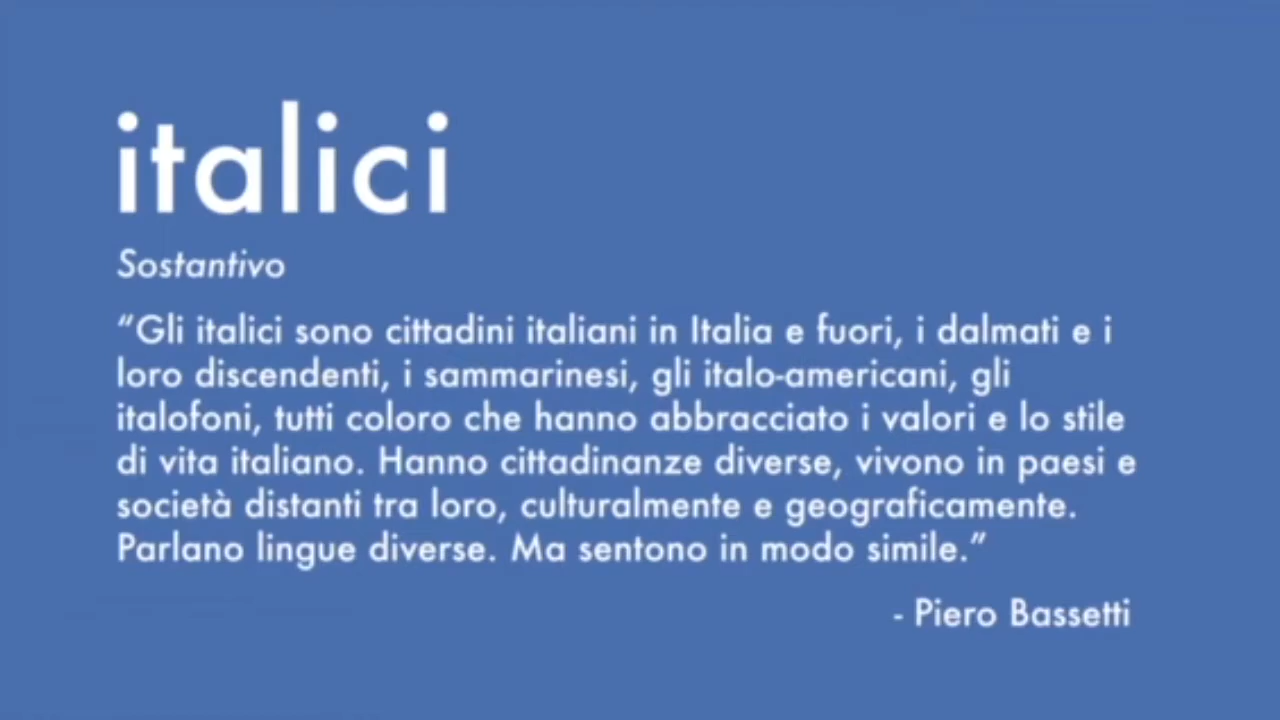 italici
Sostantivo
“Gli italici sono cittadini italiani in Italia e fuori, i dalmati e i
loro discendenti, i sammarinesi, gli italo-americani, gli
italofoni, tutti coloro che hanno abbracciato i valori e lo stile
di vita italiano. Hanno cittadinanze diverse, vivono in paesi e
società distanti tra loro, culturalmente e geograficamente.
Parlano lingue diverse. Ma sentono in modo simile.”
- Piero Bassetti